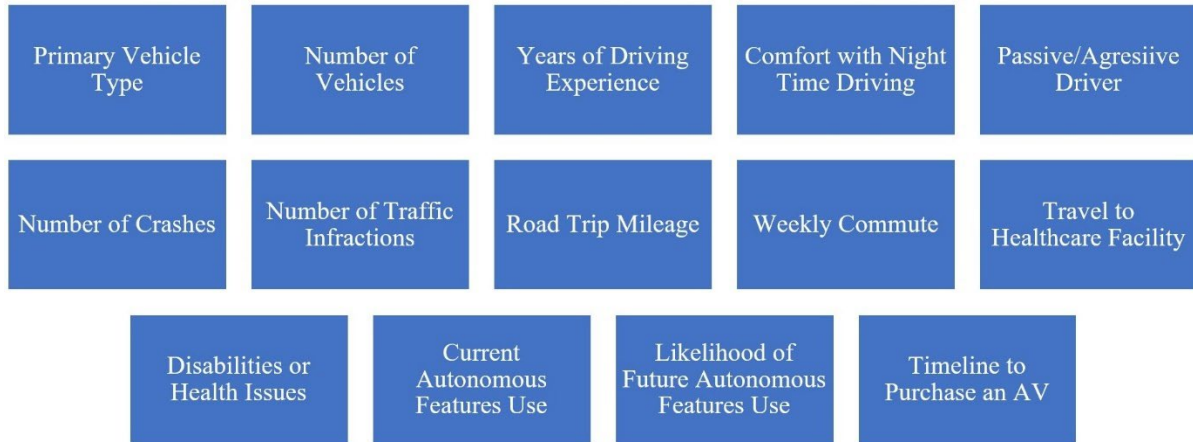 Primary Vehicle
Type
Number of
Vehicles
Years of Driving
Experience
Comfort with Night
Time Driving
Passive/Agresiive
Driver
Number of Crashes
Number of Traffic
Infractions
Road Trip Mileage
Weekly Commute
Travel to
Healthcare Facility
Disabilities or
Health Issues
Current
Autonomous
Features Use
Likelihood of
Future Autonomous
Features Use
Timeline to
Purchase an AV